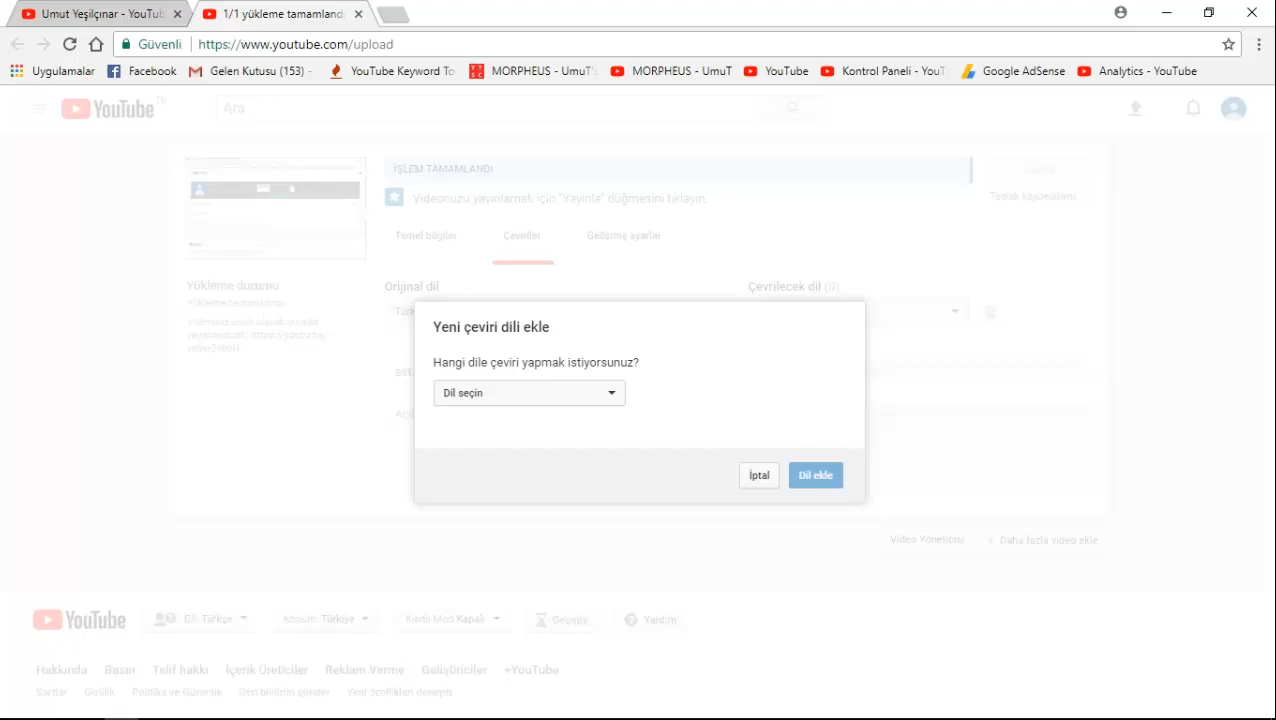 Umut Yeşilçınar - YouTub
1/1 yükleme tamamland
Güvenli
https://www.youtube.com/upload
Uygulamalar
Facebook
Gelen Kutusu (153) -
YouTube Keyword To
MORPHEUS - UmuT's
MORPHEUS - UmuT
YouTube
Kontrol Paneli - YouT
Google AdSense
Analytics - YouTube
YouTube TR
Ara
İŞLEM TAMAMLANDI
Videonuzu yayınlamak için "Yayınla" düğmesini tıklayın.
Taslak kaydedilemi
Temel bilgiler
Çeviriler
Gelişmiş ayarlar
Yükleme durumu
Yükleme tamamlandı!
Orijinal dil
Çevrilecek dil (0)
Türk
Yeni çeviri dili ekle
Hangi dile çeviri yapmak istiyorsunuz?
Dil seçin
İptal
Dil ekle
Video Yöneticisi
Daha fazla video ekle
YouTube
Dil: Türkçe
Konum: Türkiye
Kısıtlı Mod: Kapalı
Geçmiş
Yardım
Hakkında
Basın
Telif hakkı
İçerik Üreticiler
Reklam Verme
Geliştiriciler
+YouTube
Şartlar
Gizlilik
Politika ve Güvenlik
Geri bildirim gönder
Yeni özellikleri deneyin